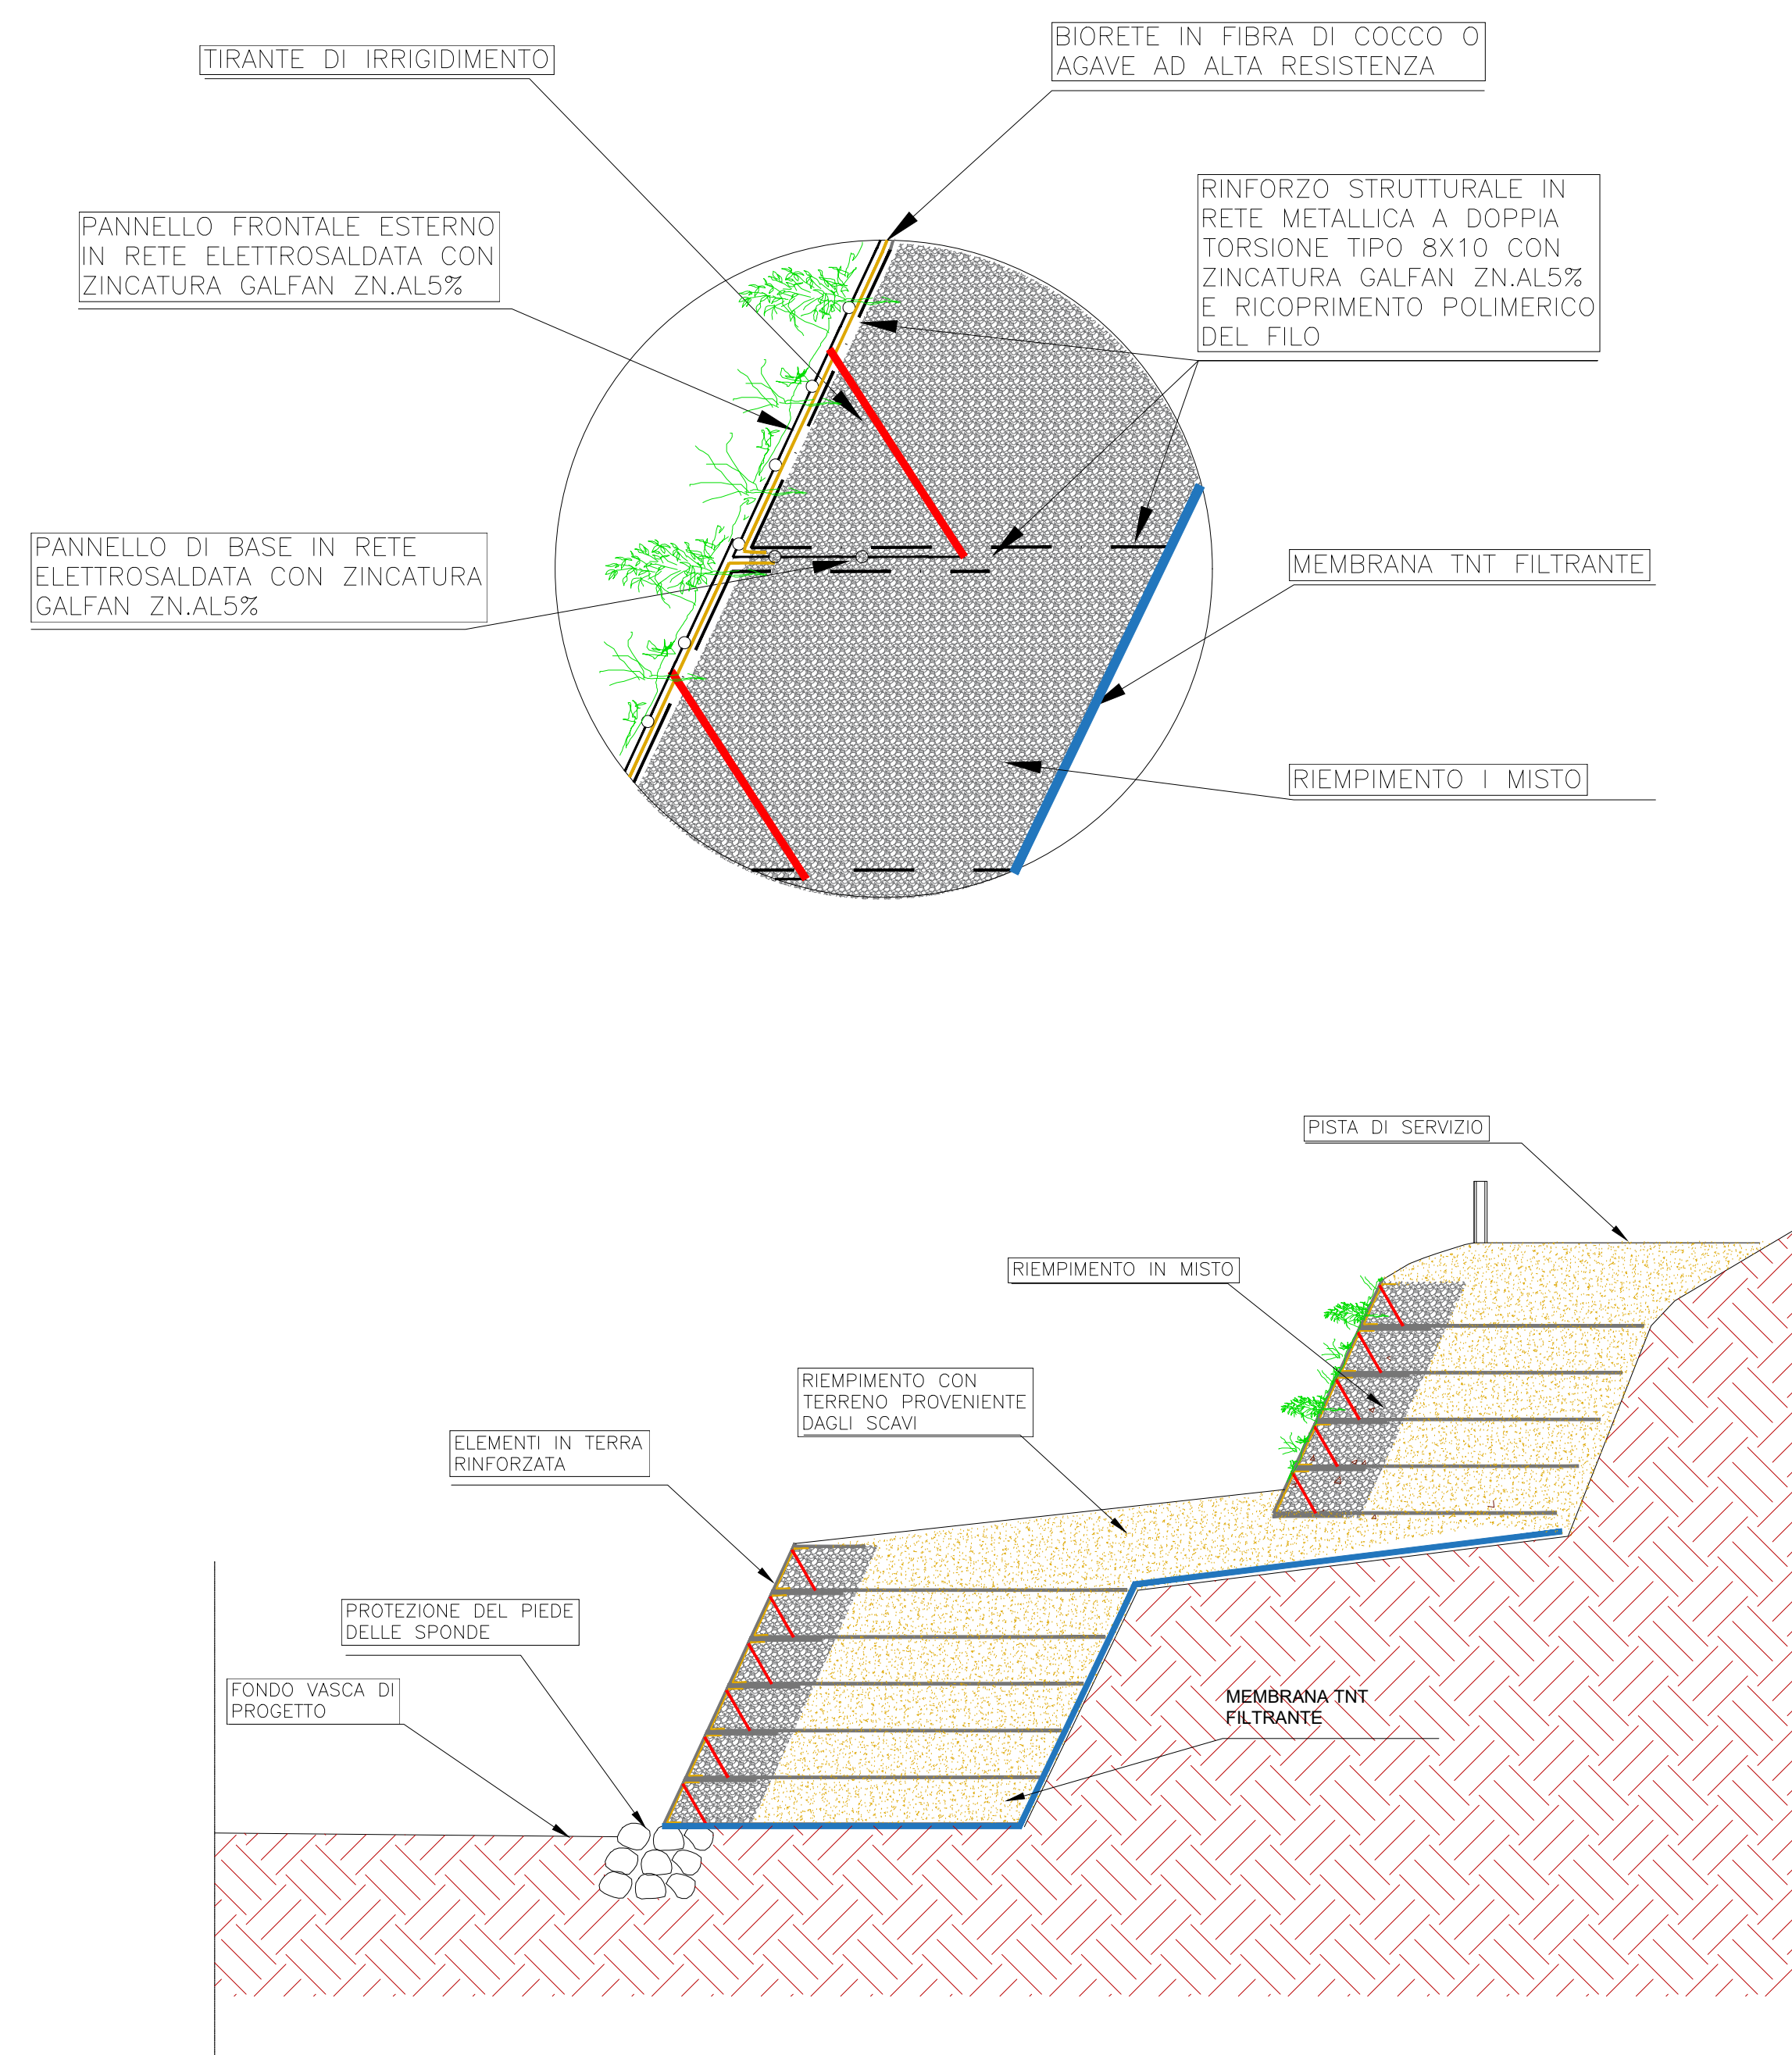 TIRANTE DI IRRIGIDIMENTO
BIORETE IN FIBRA DI COCCO O
AGAVE AD ALTA RESISTENZA
PANNELLO FRONTALE ESTERNO
IN RETE ELETTROSALDATA CON
ZINCATURA GALFAN ZN.AL5%
RINFORZO STRUTTURALE IN
RETE METALLICA A DOPPIA
TORSIONE TIPO 8X10 CON
ZINCATURA GALFAN ZN.AL5%
E RICOPRIMENTO POLIMERICO
DEL FILO
PANNELLO DI BASE IN RETE
ELETTROSALDATA CON ZINCATURA
GALFAN ZN.AL5%
MEMBRANA TNT FILTRANTE
RIEMPIMENTO I MISTO
PISTA DI SERVIZIO
RIEMPIMENTO IN MISTO
RIEMPIMENTO CON
TERRENO PROVENIENTE
DAGLI SCAVI
ELEMENTI IN TERRA
RINFORZATA
PROTEZIONE DEL PIEDE
DELLE SPONDE
FONDO VASCA DI
PROGETTO
MEMBRANA TNT
FILTRANTE